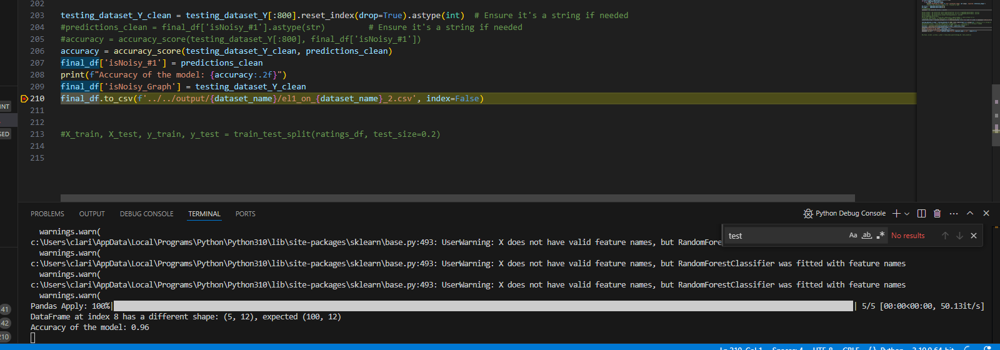 202
203 testing_dataset_Y_clean = testing_dataset_Y[:800].reset_index(drop=True).astype(int)  # Ensure it's a string if needed
204 #predictions_clean = final_df['isNoisy_#1'].astype(str)         # Ensure it's a string if needed
205 #accuracy = accuracy_score(testing_dataset_Y[:800], final_df['isNoisy_#1'])
206 accuracy = accuracy_score(testing_dataset_Y_clean, predictions_clean)
207 final_df['isNoisy_#1'] = predictions_clean
208 print(f"Accuracy of the model: {accuracy:.2f}")
209 final_df['isNoisy_Graph'] = testing_dataset_Y_clean
210 final_df.to_csv(f'../../output/{dataset_name}/el1_on_{dataset_name}_2.csv', index=False)
211
212
213 #X_train, X_test, y_train, y_test = train_test_split(ratings_df, test_size=0.2)
214
215
PROBLEMS OUTPUT DEBUG CONSOLE TERMINAL PORTS Python Debug Console
test Aa ab No results
warnings.warn(
c:\Users\clari\AppData\Local\Programs\Python\Python310\lib\site-packages\sklearn\base.py:493: UserWarning: X does not have valid feature names, but RandomFores
warnings.warn(
c:\Users\clari\AppData\Local\Programs\Python\Python310\lib\site-packages\sklearn\base.py:493: UserWarning: X does not have valid feature names, but RandomForestClassifier was fitted with feature names
warnings.warn(
c:\Users\clari\AppData\Local\Programs\Python\Python310\lib\site-packages\sklearn\base.py:493: UserWarning: X does not have valid feature names, but RandomForestClassifier was fitted with feature names
warnings.warn(
Pandas Apply: 100%| | 5/5 [00:00<00:00, 50.13it/s]
DataFrame at index 8 has a different shape: (5, 12), expected (100, 12)
Accuracy of the model: 0.96
INT
SED
41
42
210